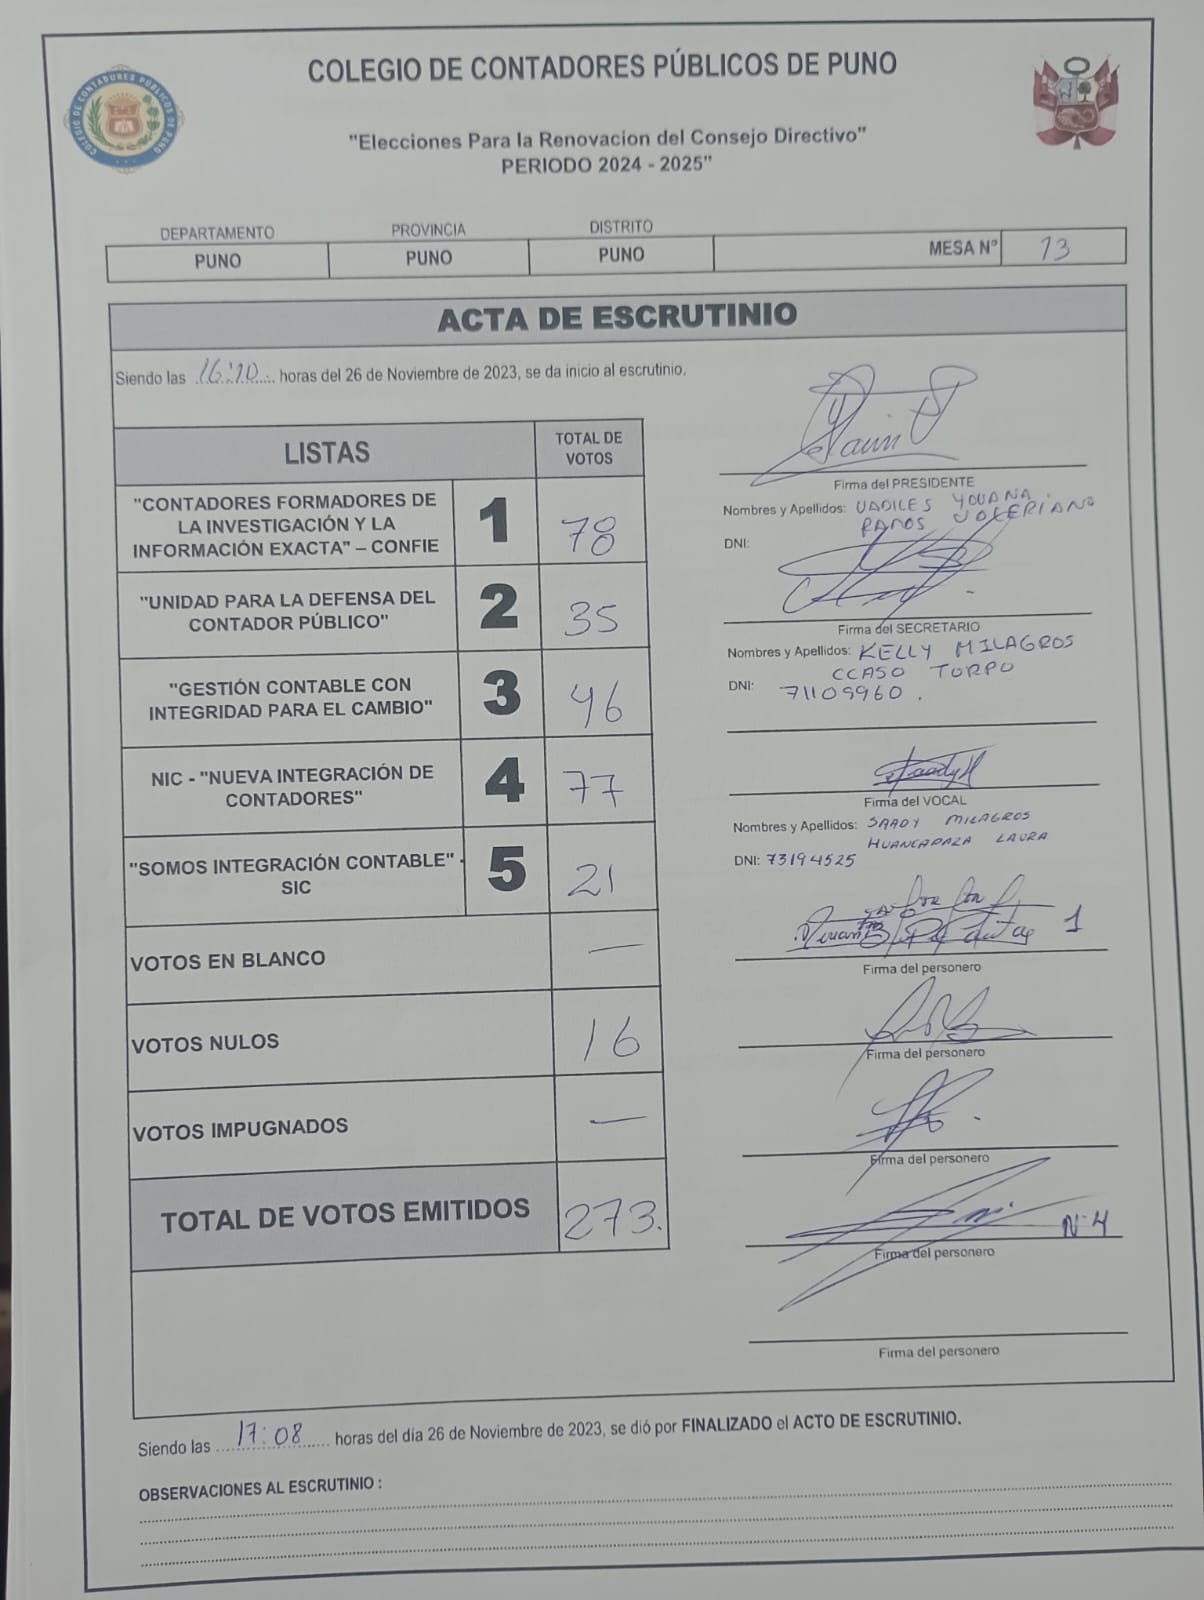 COLEGIO DE CONTADORES PÚBLICOS DE PUNO
COLEGIO DE CONTADORES PÚBLICOS DE PUNO
"Elecciones Para la Renovacion del Consejo Directivo"
PERIODO 2024 - 2025"
DEPARTAMENTO PROVINCIA DISTRITO
PUNO PUNO PUNO MESA N° 13
ACTA DE ESCRUTINIO
Siendo las 16:10 horas del 26 de Noviembre de 2023, se da inicio al escrutinio.
LISTAS
TOTAL DE
VOTOS
"CONTADORES FORMADORES DE
LA INVESTIGACIÓN Y LA
INFORMACIÓN EXACTA" – CONFIE
1 78
"UNIDAD PARA LA DEFENSA DEL
CONTADOR PÚBLICO"
2 35
"GESTIÓN CONTABLE CON
INTEGRIDAD PARA EL CAMBIO"
3 46
NIC - "NUEVA INTEGRACIÓN DE
CONTADORES"
4 77
"SOMOS INTEGRACIÓN CONTABLE" -
SIC
5 21
VOTOS EN BLANCO —
VOTOS NULOS 16
VOTOS IMPUGNADOS —
TOTAL DE VOTOS EMITIDOS 273.
Firma del PRESIDENTE
Nombres y Apellidos: YOVANA
RAMOS
DNI:
Firma del SECRETARIO
Nombres y Apellidos: KELLY MILAGROS
CCASO TORPO
DNI: 71109960.
Firma del VOCAL
Nombres y Apellidos: SAADY MILAGROS
HUANCAPAZA LAURA
DNI: 73194525
1
Firma del personero
Firma del personero
Firma del personero
N° 4
Firma del personero
Firma del personero
Siendo las 17:08 horas del dia 26 de Noviembre de 2023, se dió por FINALIZADO el ACTO DE ESCRUTINIO.
OBSERVACIONES AL ESCRUTINIO :